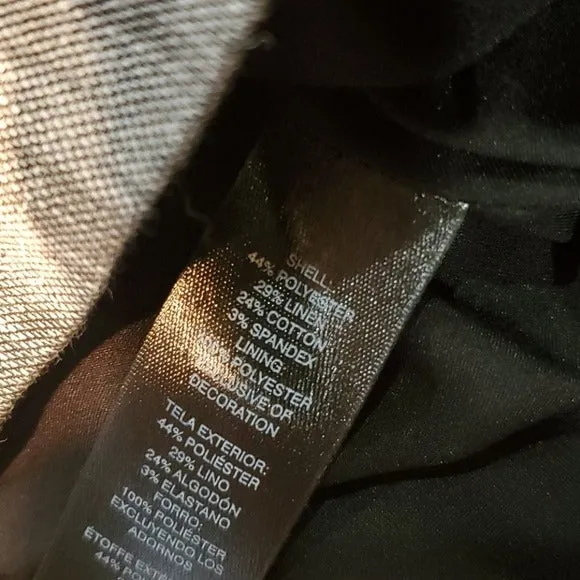 SHELL:
44% POLYESTER
29% LINEN
24% COTTON
3% SPANDEX
LINING
100% POLYESTER
EXCLUSIVE OF
DECORATION
TELA EXTERIOR:
44% POLIÉSTER
29% LINO
24% ALGODÓN
3% ELASTANO
FORRO:
100% POLIÉSTER
EXCLUYENDO LOS
ADORNOS
ÉTOFFE
44%